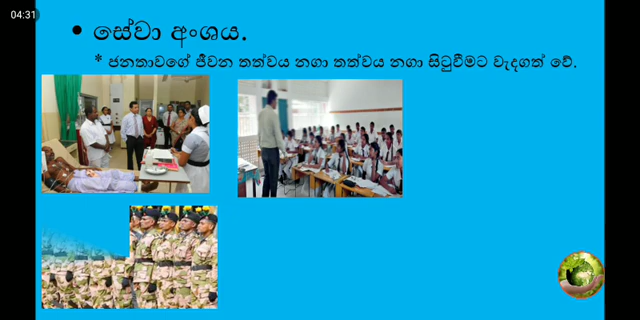 04:31
• සේවා අංශය.
* ජනතාවගේ ජීවන තත්වය නගා තත්වය නගා සිටුවීමට වැදගත් වේ.